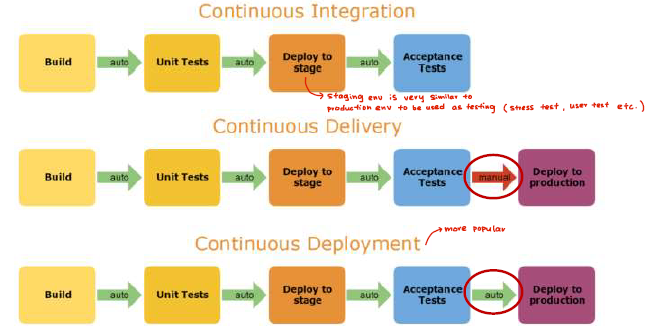 Continuous Integration
Build auto Unit Tests auto Deploy to stage auto Acceptance Tests
staging env is very similar to
production env to be used as testing (stress test, user test etc.)
Continuous Delivery
Build auto Unit Tests auto Deploy to stage auto Acceptance Tests manual Deploy to production
Continuous Deployment
more popular
Build auto Unit Tests auto Deploy to stage auto Acceptance Tests auto Deploy to production